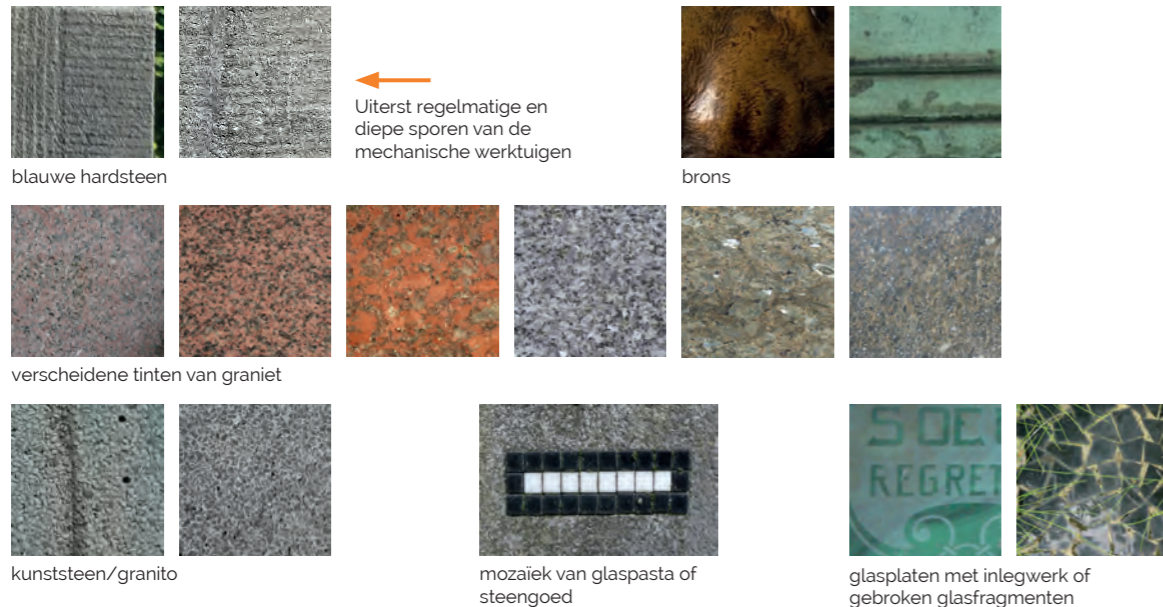 Uiterst regelmatige en
diepe sporen van de
mechanische werktuigen
blauwe hardsteen
brons
verscheidene tinten van graniet
SOE
REGRET
kunststeen/granito
mozaïek van glaspasta of
steengoed
glasplaten met inlegwerk of
gebroken glasfragmenten